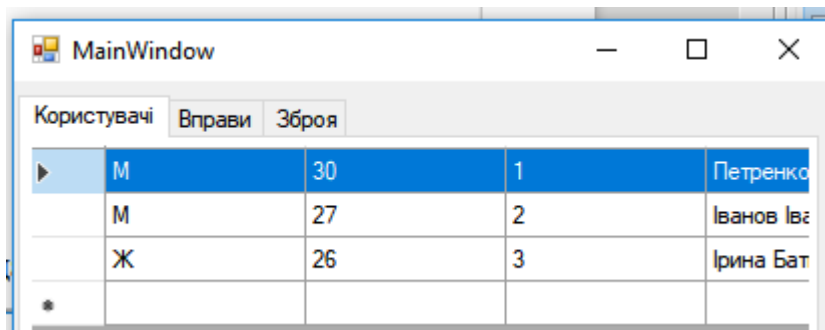 MainWindow
Користувачі Вправи Зброя
М 30 1 Петренко
М 27 2 Іванов Іва
Ж 26 3 Ірина Бат